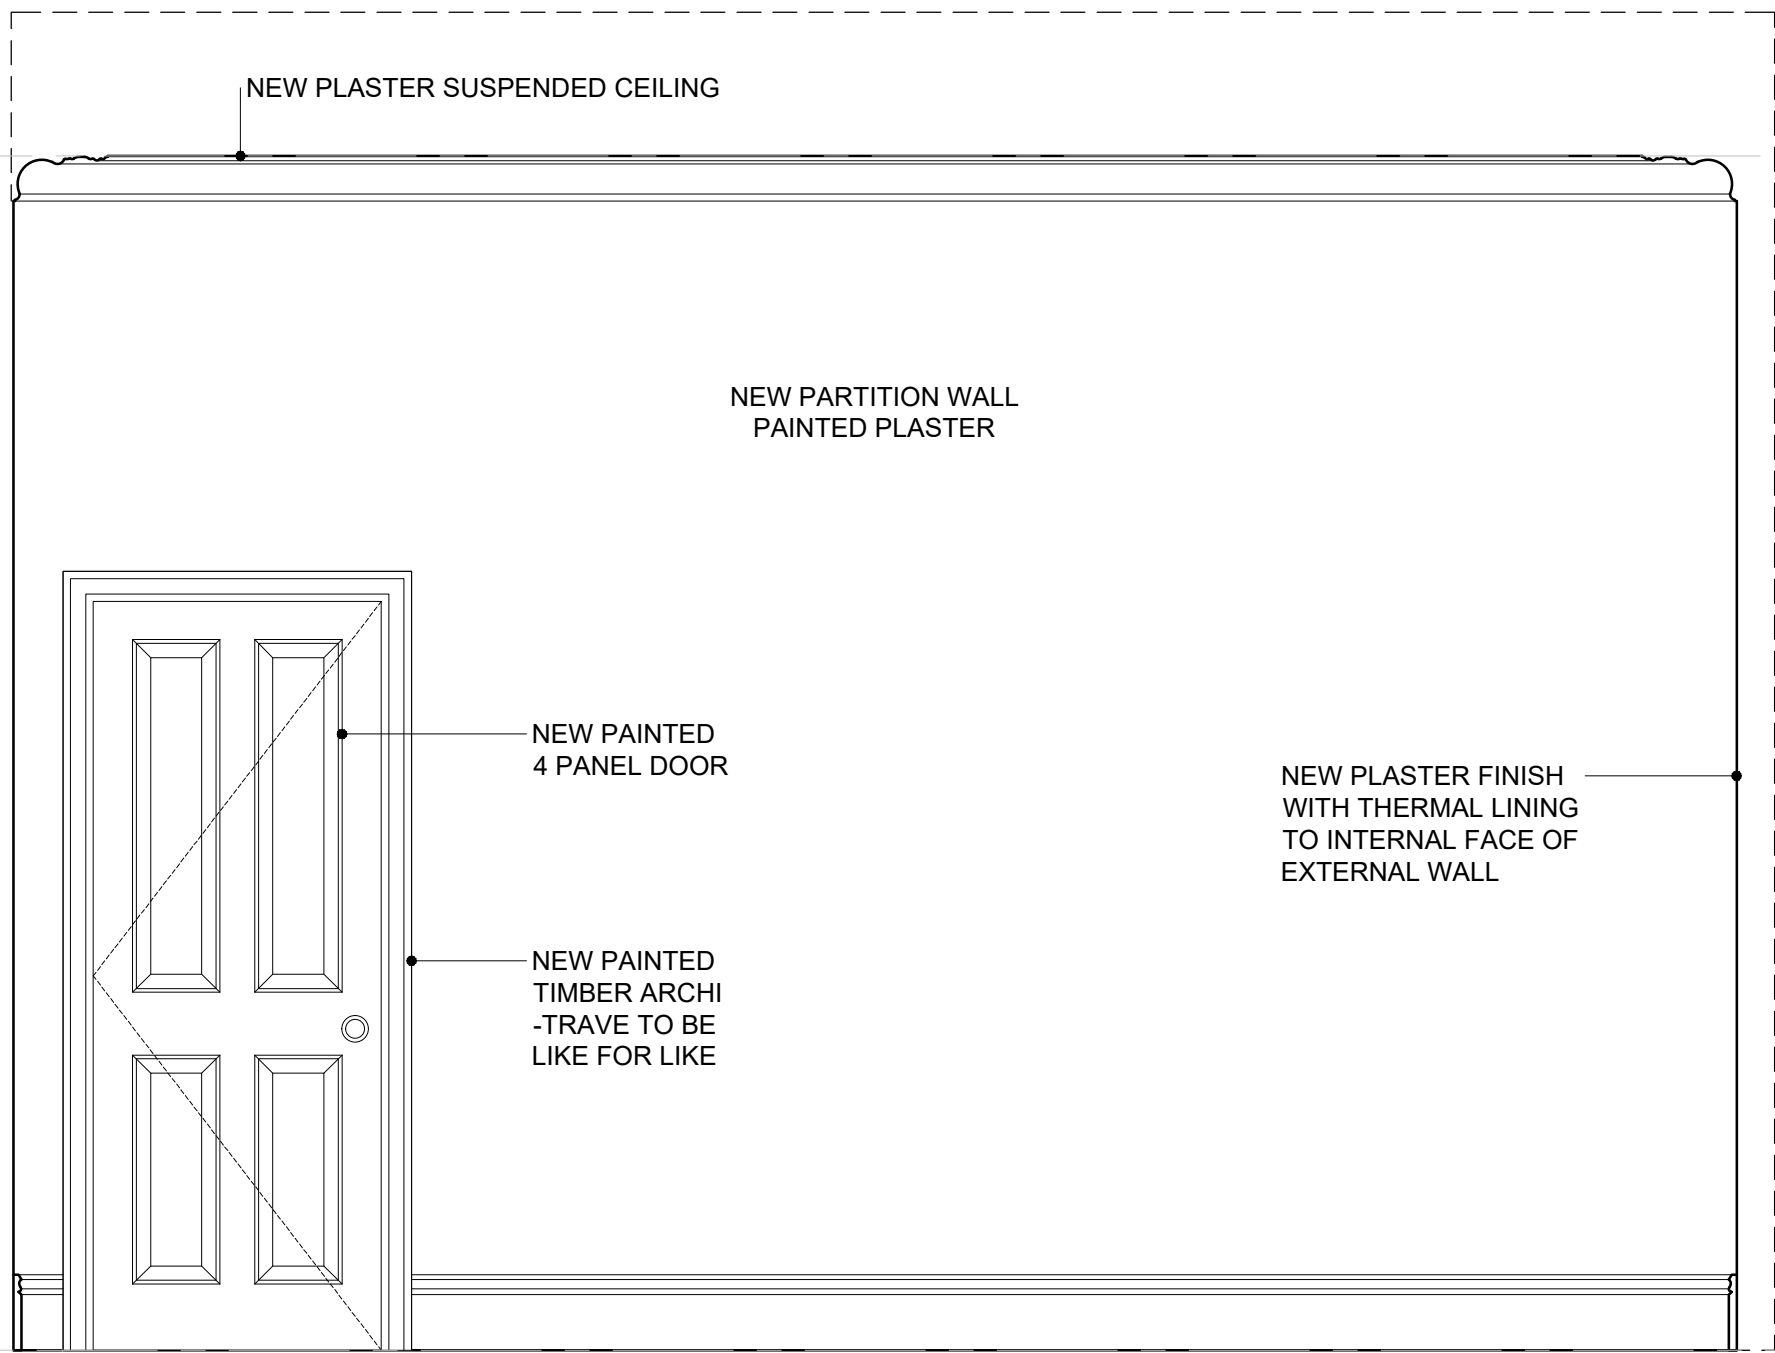 NEW PLASTER SUSPENDED CEILING
NEW PARTITION WALL
PAINTED PLASTER
NEW PAINTED
4 PANEL DOOR
NEW PLASTER FINISH
WITH THERMAL LINING
TO INTERNAL FACE OF
EXTERNAL WALL
NEW PAINTED
TIMBER ARCHI
-TRAVE TO BE
LIKE FOR LIKE